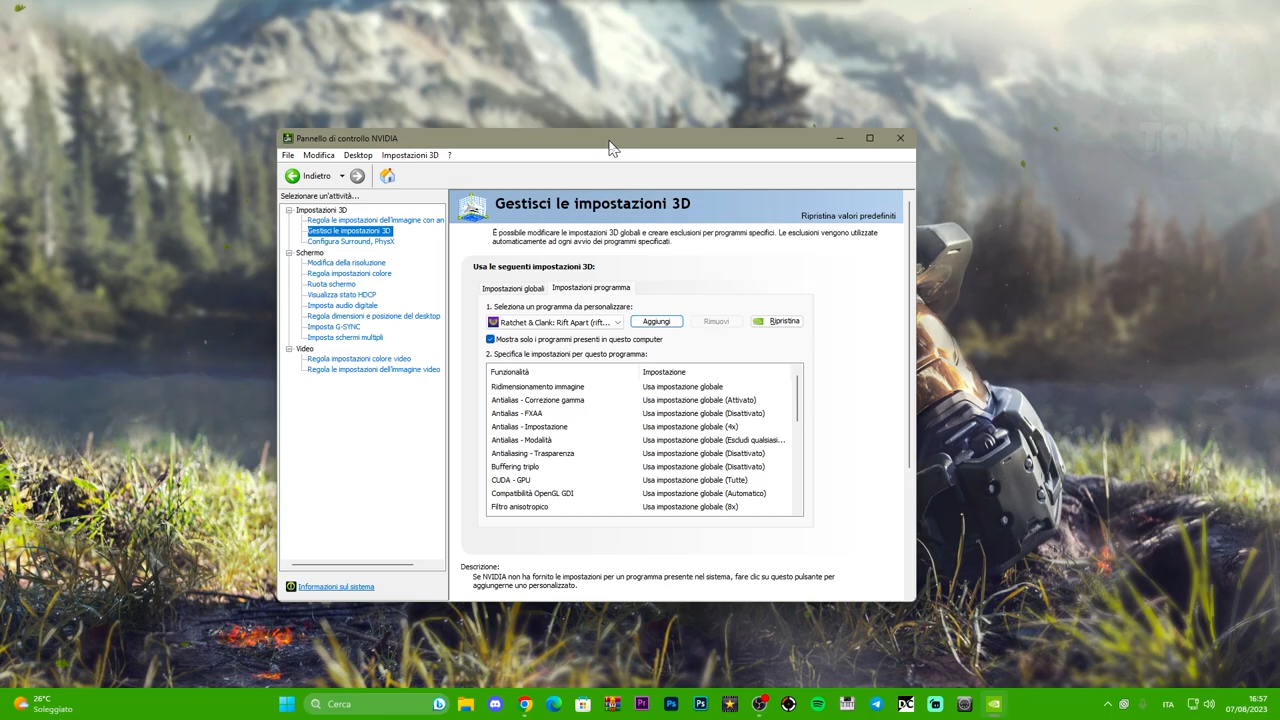 Pannello di controllo NVIDIA
File Modifica Desktop Impostazioni 3D ?
Indietro
Selezionare un'attività...
Impostazioni 3D
Regola le impostazioni dell'immagine con an
Gestisci le impostazioni 3D
Configura Surround, PhysX
Schermo
Modifica della risoluzione
Regola impostazioni colore
Ruota schermo
Visualizza stato HDCP
Imposta audio digitale
Regola dimensioni e posizione del desktop
Imposta G-SYNC
Imposta schermi multipli
Video
Regola impostazioni colore video
Regola le impostazioni dell'immagine video
Informazioni sul sistema
Gestisci le impostazioni 3D
Ripristina valori predefiniti
È possibile modificare le impostazioni 3D globali e creare esclusioni per programmi specifici. Le esclusioni vengono utilizzate
automaticamente ad ogni avvio dei programmi specificati.
Usa le seguenti impostazioni 3D:
Impostazioni globali Impostazioni programma
1. Seleziona un programma da personalizzare:
Ratchet & Clank: Rift Apart (rift... Aggiungi Rimuovi Ripristina
Mostra solo i programmi presenti in questo computer
2. Specifica le impostazioni per questo programma:
Funzionalità Impostazione
Ridimensionamento immagine Usa impostazione globale
Antialias - Correzione gamma Usa impostazione globale (Attivato)
Antialias - FXAA Usa impostazione globale (Disattivato)
Antialias - Impostazione Usa impostazione globale (4x)
Antialias - Modalità Usa impostazione globale (Escludi qualsiasi...
Antialiasing - Trasparenza Usa impostazione globale (Disattivato)
Buffering triplo Usa impostazione globale (Disattivato)
CUDA - GPU Usa impostazione globale (Tutte)
Compatibilità OpenGL GDI Usa impostazione globale (Automatico)
Filtro anisotropico Usa impostazione globale (8x)
Descrizione:
Se NVIDIA non ha fornito le impostazioni per un programma presente nel sistema, fare clic su questo pulsante per
aggiungerne uno personalizzato.
26°C
Soleggiato
Cerca
Pr
Ps
Ps
ITA
16:57
07/08/2023